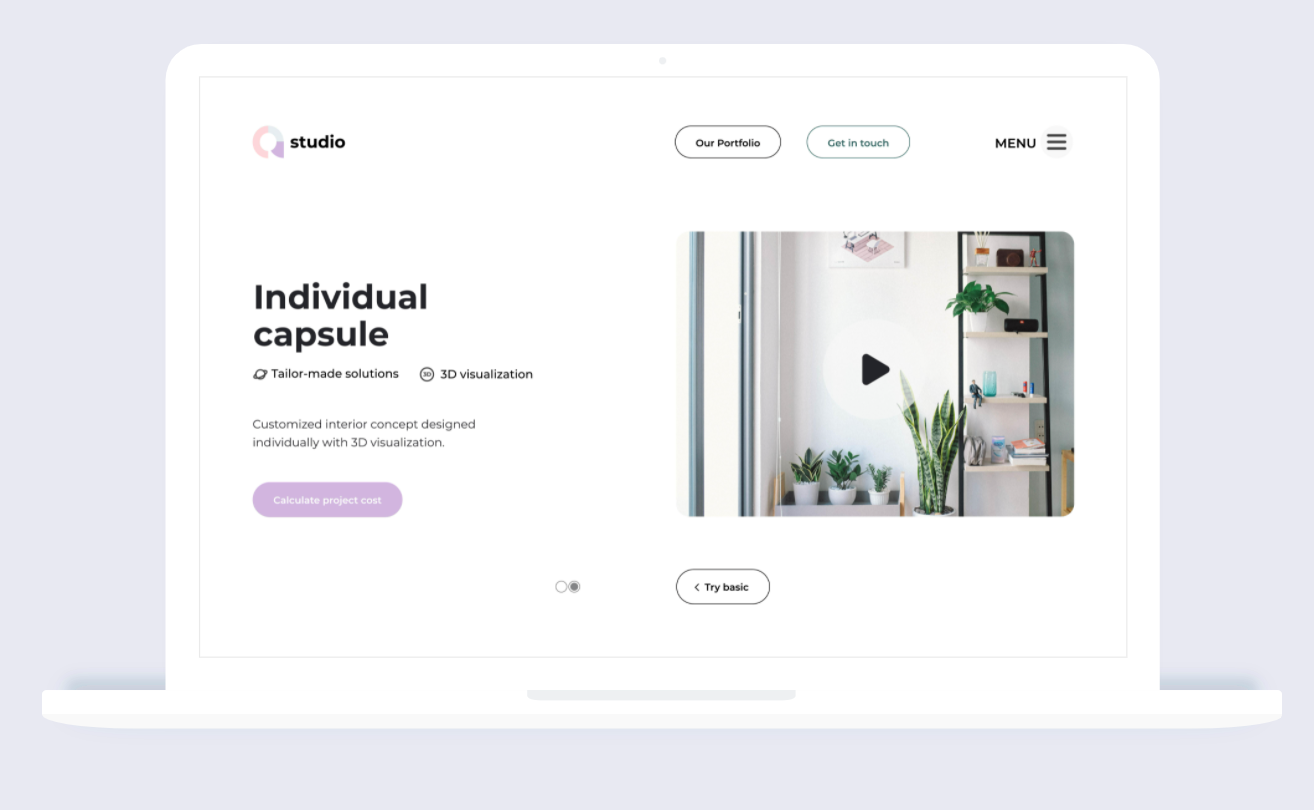 studio
Our Portfolio
Get in touch
MENU
Individual
capsule
Tailor-made solutions
3D
3D visualization
Customized interior concept designed
individually with 3D visualization.
Calculate project cost
Try basic